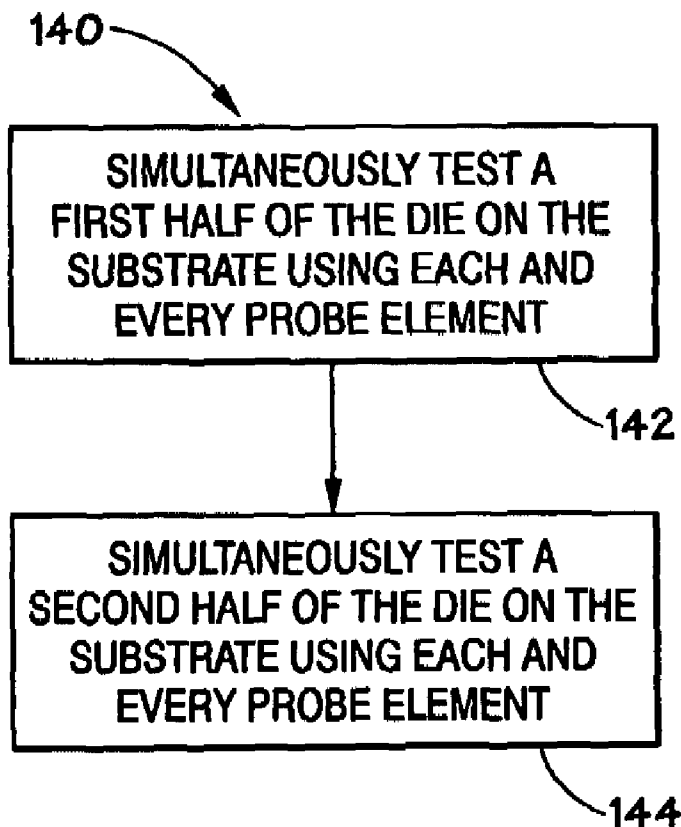 140
SIMULTANEOUSLY TEST A
FIRST HALF OF THE DIE ON THE
SUBSTRATE USING EACH AND
EVERY PROBE ELEMENT
142
SIMULTANEOUSLY TEST A
SECOND HALF OF THE DIE ON THE
SUBSTRATE USING EACH AND
EVERY PROBE ELEMENT
144